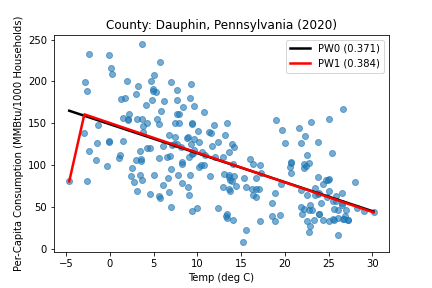 County: Dauphin, Pennsylvania (2020)
PW0 (0.371)
PW1 (0.384)
Per-Capita Consumption (MMBtu/1000 Households)
250
200
150
100
50
0
−5 0 5 10 15 20 25 30
Temp (deg C)